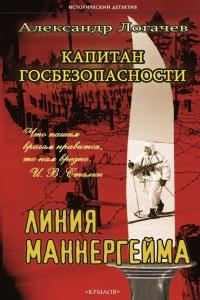 ИСТОРИЧЕСКИЙ ДЕТЕКТИВ
Александр Логачев
КАПИТАН
ГОСБЕЗОПАСНОСТИ
Что нашим
врагам нравится,
то нам вредно.
И. В. Сталин
ЛИНИЯ
МАННЕРГЕЙМА
«КРЫЛОВ»